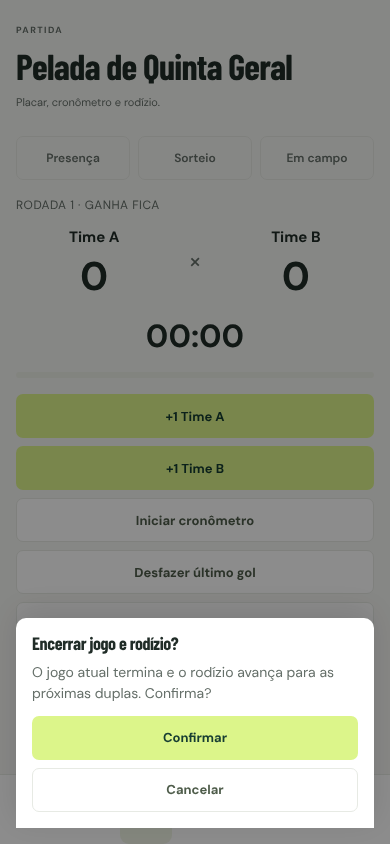 PARTIDA
Pelada de Quinta Geral
Placar, cronômetro e rodízio.
Presença
Sorteio
Em campo
RODADA 1 · GANHA FICA
Time A
Time B
0
×
0
00:00
+1 Time A
+1 Time B
Iniciar cronômetro
Desfazer último gol
Encerrar jogo e rodízio?
O jogo atual termina e o rodízio avança para as
próximas duplas. Confirma?
Confirmar
Cancelar